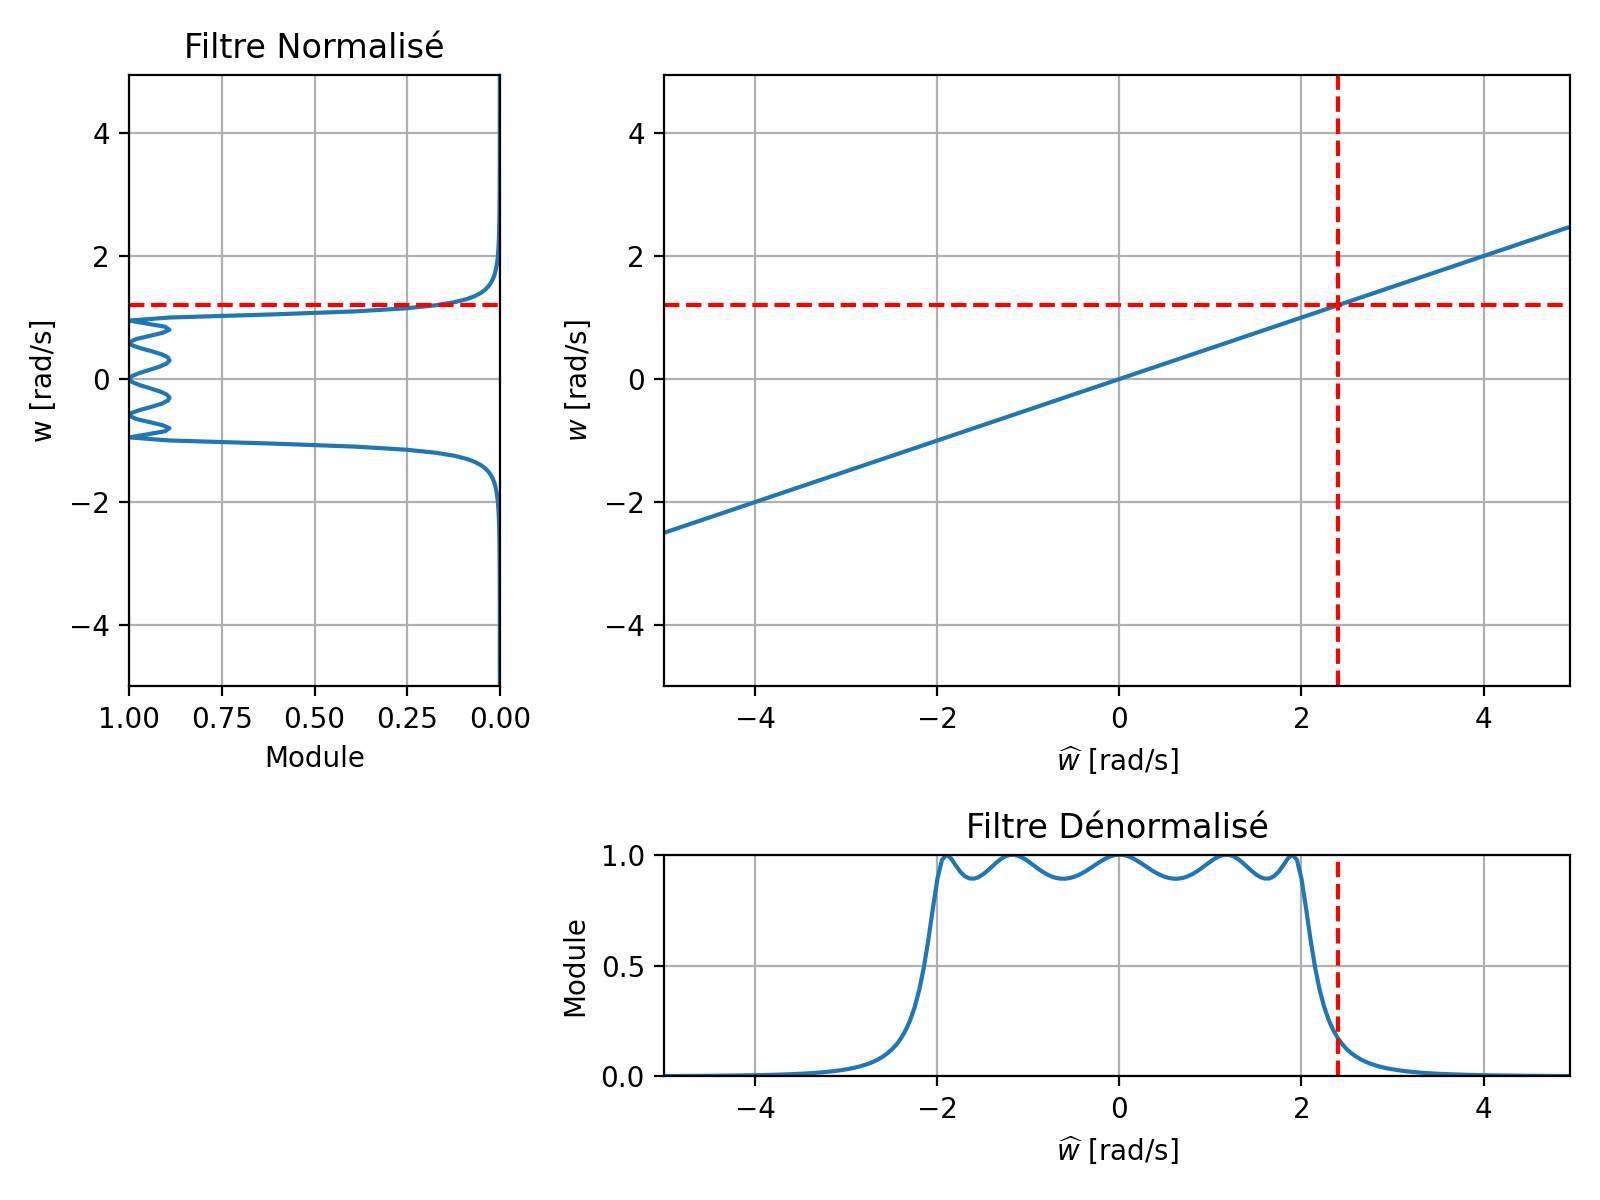 Filtre Normalisé
w [rad/s]
4
2
0
−2
−4
1.00 0.75 0.50 0.25 0.00
Module
w [rad/s]
4
2
0
−2
−4
−4 −2 0 2 4
ŵ [rad/s]
Filtre Dénormalisé
Module
1.0
0.5
0.0
−4 −2 0 2 4
ŵ [rad/s]